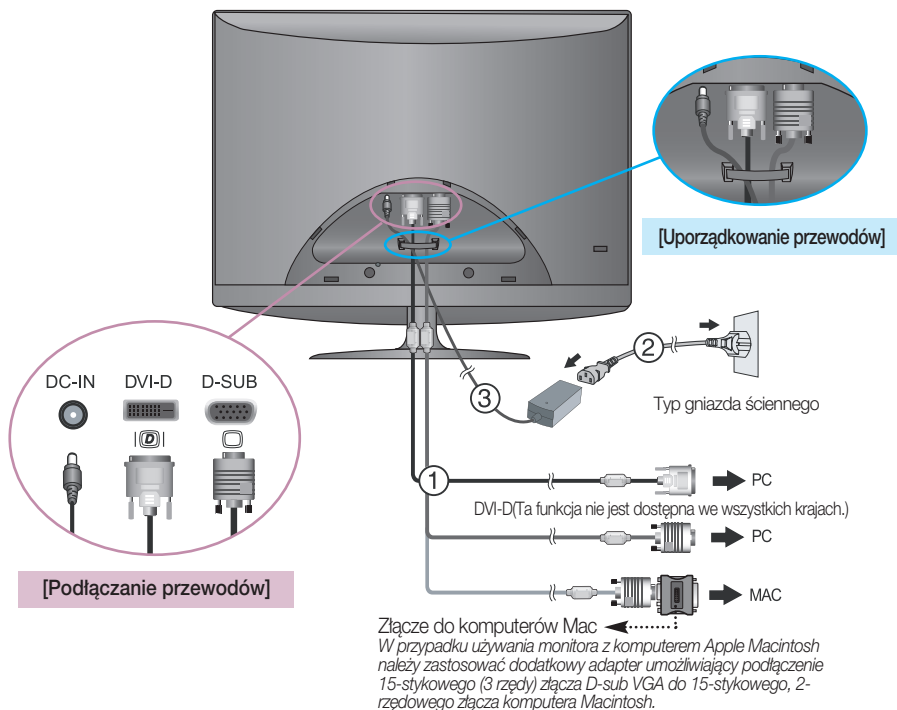 [Uporządkowanie przewodów]
DC-IN DVI-D D-SUB
D
[Podłączanie przewodów]
2
3
Typ gniazda ściennego
1
PC
DVI-D(Ta funkcja nie jest dostępna we wszystkich krajach.)
PC
MAC
Złącze do komputerów Mac
W przypadku używania monitora z komputerem Apple Macintosh
należy zastosować dodatkowy adapter umożliwiający podłączenie
15-stykowego (3 rzędy) złącza D-sub VGA do 15-stykowego, 2-
rzędowego złącza komputera Macintosh.